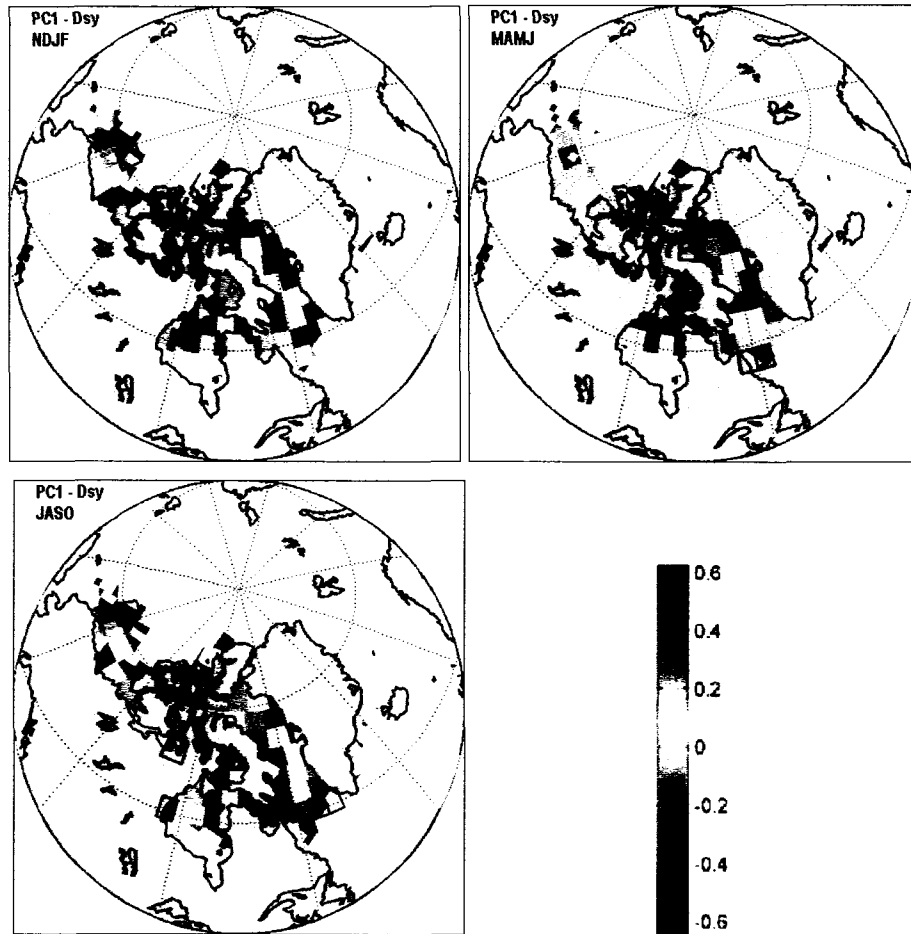 PC1 - Dsy
NDJF
PC1 - Dsy
MAMJ
PC1 - Dsy
JASO
0.6
0.4
0.2
0
-0.2
-0.4
-0.6